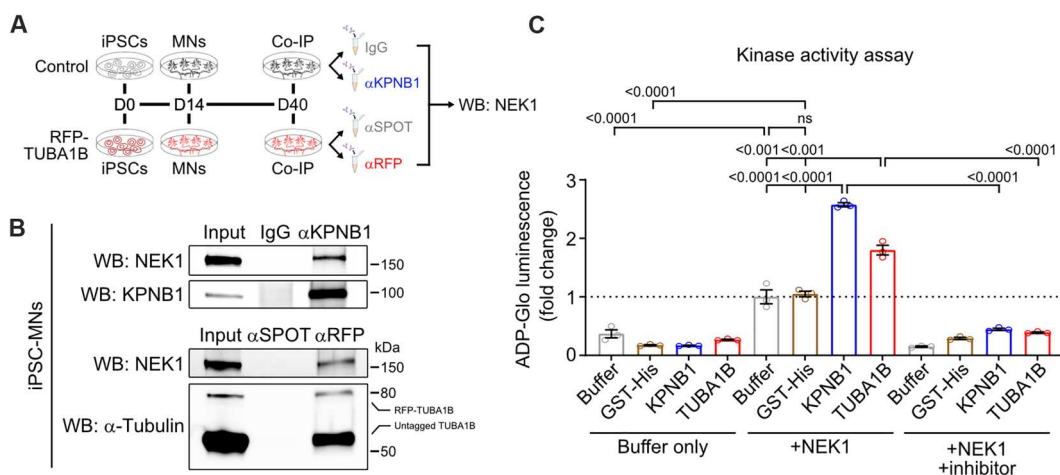 A
iPSCs MNs Co-IP
IgG
Control
αKPNB1
D0 D14 D40
WB: NEK1
RFP-
TUBA1B
αSPOT
αRFP
iPSCs MNs Co-IP
B
iPSC-MNs
Input IgG αKPNB1
WB: NEK1
150
WB: KPNB1
100
Input αSPOT αRFP kDa
WB: NEK1
150
80
RFP-TUBA1B
WB: α-Tubulin
Untagged TUBA1B
50
C
Kinase activity assay
<0.0001
<0.0001 ns
<0.001 <0.001 <0.0001
<0.0001 <0.0001 <0.0001
ADP-Glo luminescence
(fold change)
3
2
1
0
Buffer GST-His KPNB1 TUBA1B Buffer GST-His KPNB1 TUBA1B Buffer GST-His KPNB1 TUBA1B
Buffer only +NEK1 +NEK1
+inhibitor